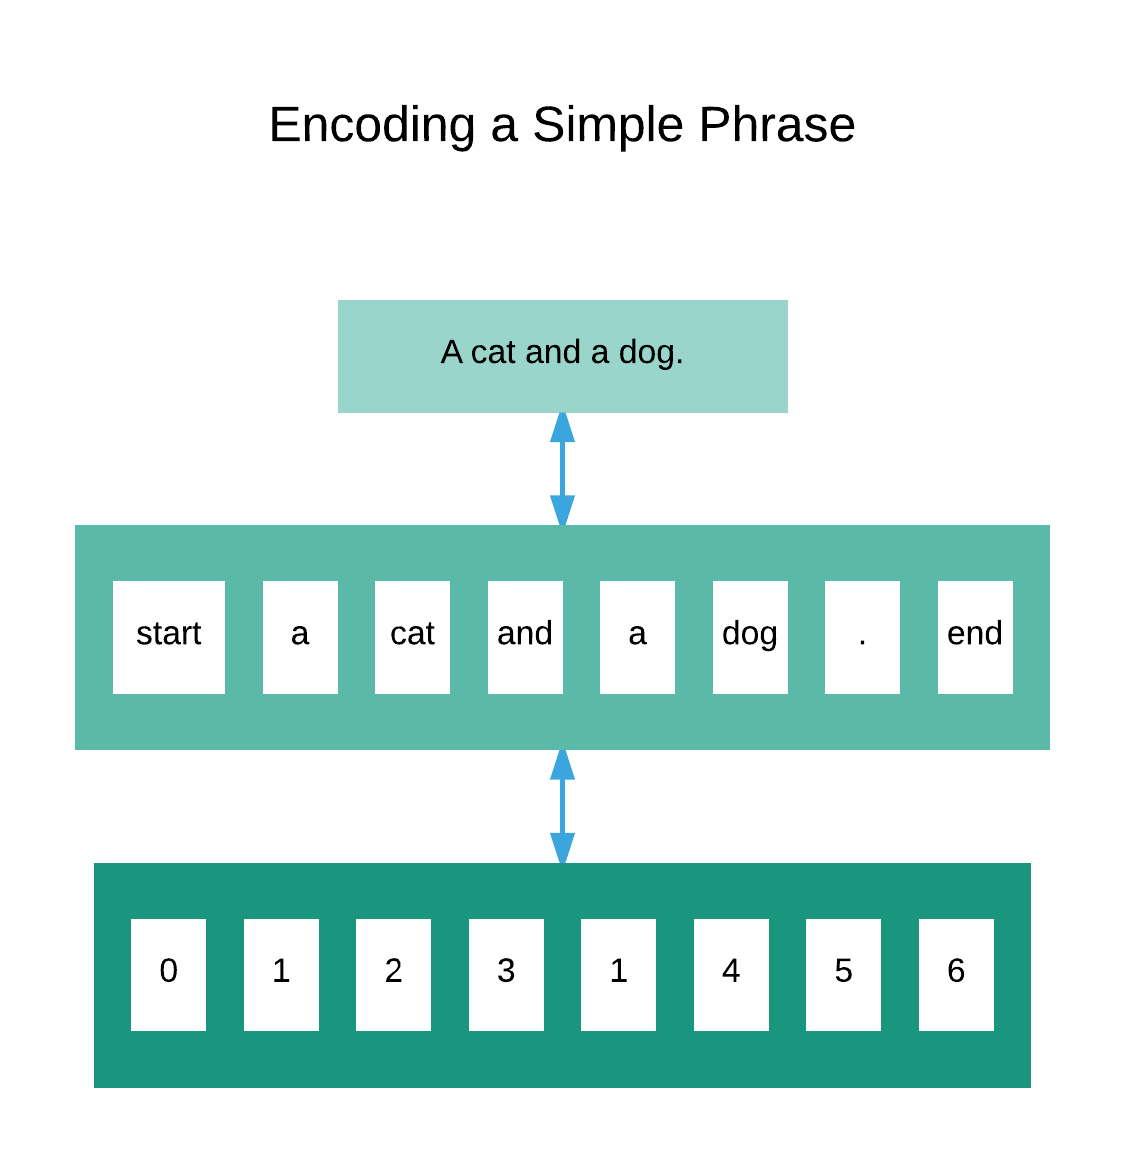 Encoding a Simple Phrase
A cat and a dog.
start a cat and a dog . end
0 1 2 3 1 4 5 6